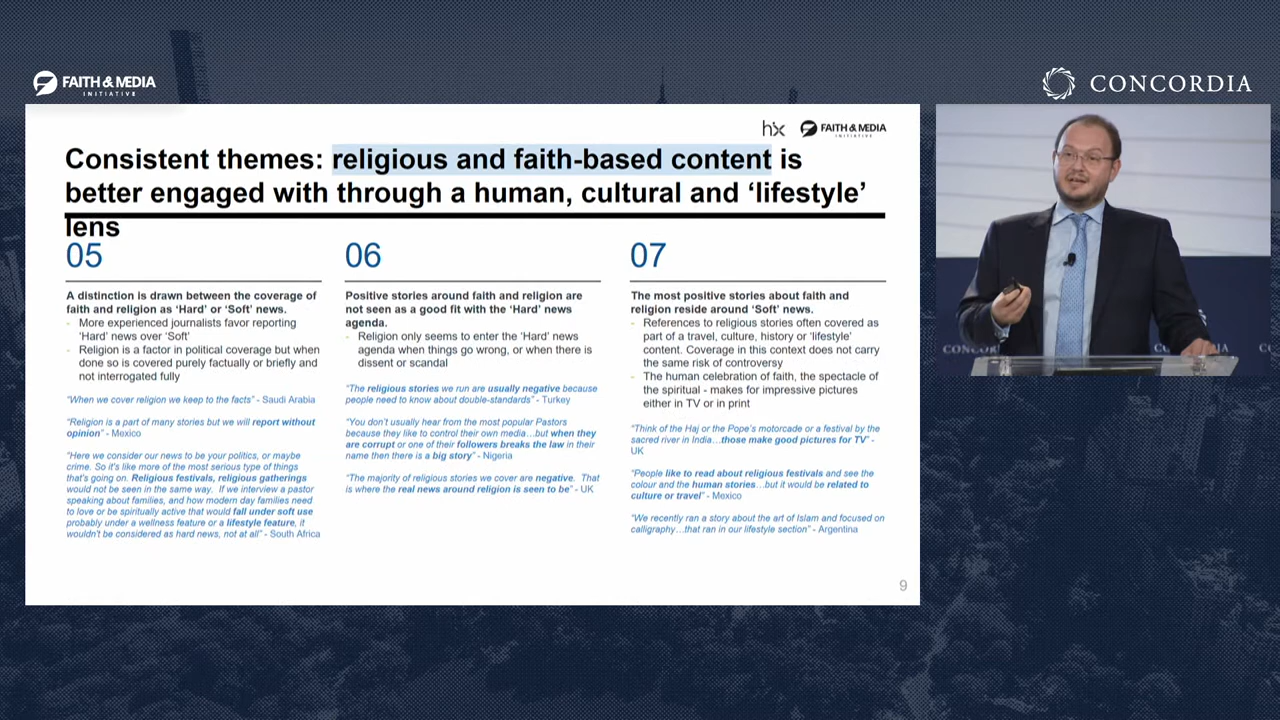 FAITH & MEDIA
INITIATIVE
CONCORDIA
hx FAITH & MEDIA
INITIATIVE
Consistent themes: religious and faith-based content is
better engaged with through a human, cultural and ‘lifestyle’
lens
05
A distinction is drawn between the coverage of
faith and religion as ‘Hard’ or ‘Soft’ news.
- More experienced journalists favor reporting
‘Hard’ news over ‘Soft’
- Religion is a factor in political coverage but when
done so is covered purely factually or briefly and
not interrogated fully
“When we cover religion we keep to the facts” - Saudi Arabia
“Religion is a part of many stories but we will report without
opinion” - Mexico
“Here we consider our news to be your politics, or maybe
crime. So it's like more of the most serious type of things
that's going on. Religious festivals, religious gatherings
would not be seen in the same way. If we interview a pastor
speaking about families, and how modern day families need
to love or be spiritually active that would fall under soft use
probably under a wellness feature or a lifestyle feature, it
wouldn't be considered as hard news, not at all” - South Africa
06
Positive stories around faith and religion are
not seen as a good fit with the ‘Hard’ news
agenda.
- Religion only seems to enter the ‘Hard’ news
agenda when things go wrong, or when there is
dissent or scandal
“The religious stories we run are usually negative because
people need to know about double-standards” - Turkey
“You don't usually hear from the most popular Pastors
because they like to control their own media…but when they
are corrupt or one of their followers breaks the law in their
name then there is a big story” - Nigeria
“The majority of religious stories we cover are negative. That
is where the real news around religion is seen to be” - UK
07
The most positive stories about faith and
religion reside around ‘Soft’ news.
- References to religious stories often covered as
part of a travel, culture, history or ‘lifestyle’
content. Coverage in this context does not carry
the same risk of controversy
- The human celebration of faith, the spectacle of
the spiritual - makes for impressive pictures
either in TV or in print
“Think of the Haj or the Pope's motorcade or a festival by the
sacred river in India…those make good pictures for TV” -
UK
“People like to read about religious festivals and see the
colour and the human stories…but it would be related to
culture or travel” - Mexico
“We recently ran a story about the art of Islam and focused on
calligraphy…that ran in our lifestyle section” - Argentina
9